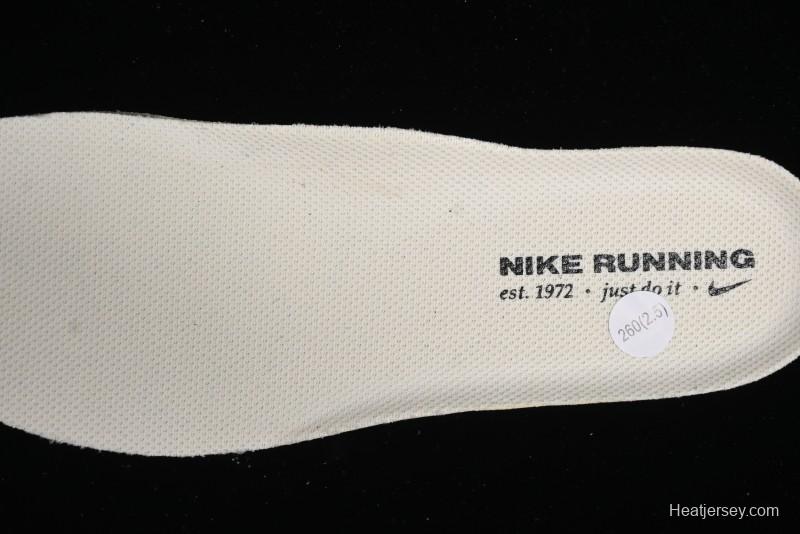 NIKE RUNNING
est. 1972 • just do it •
260(2.5)
Heatjersey.com